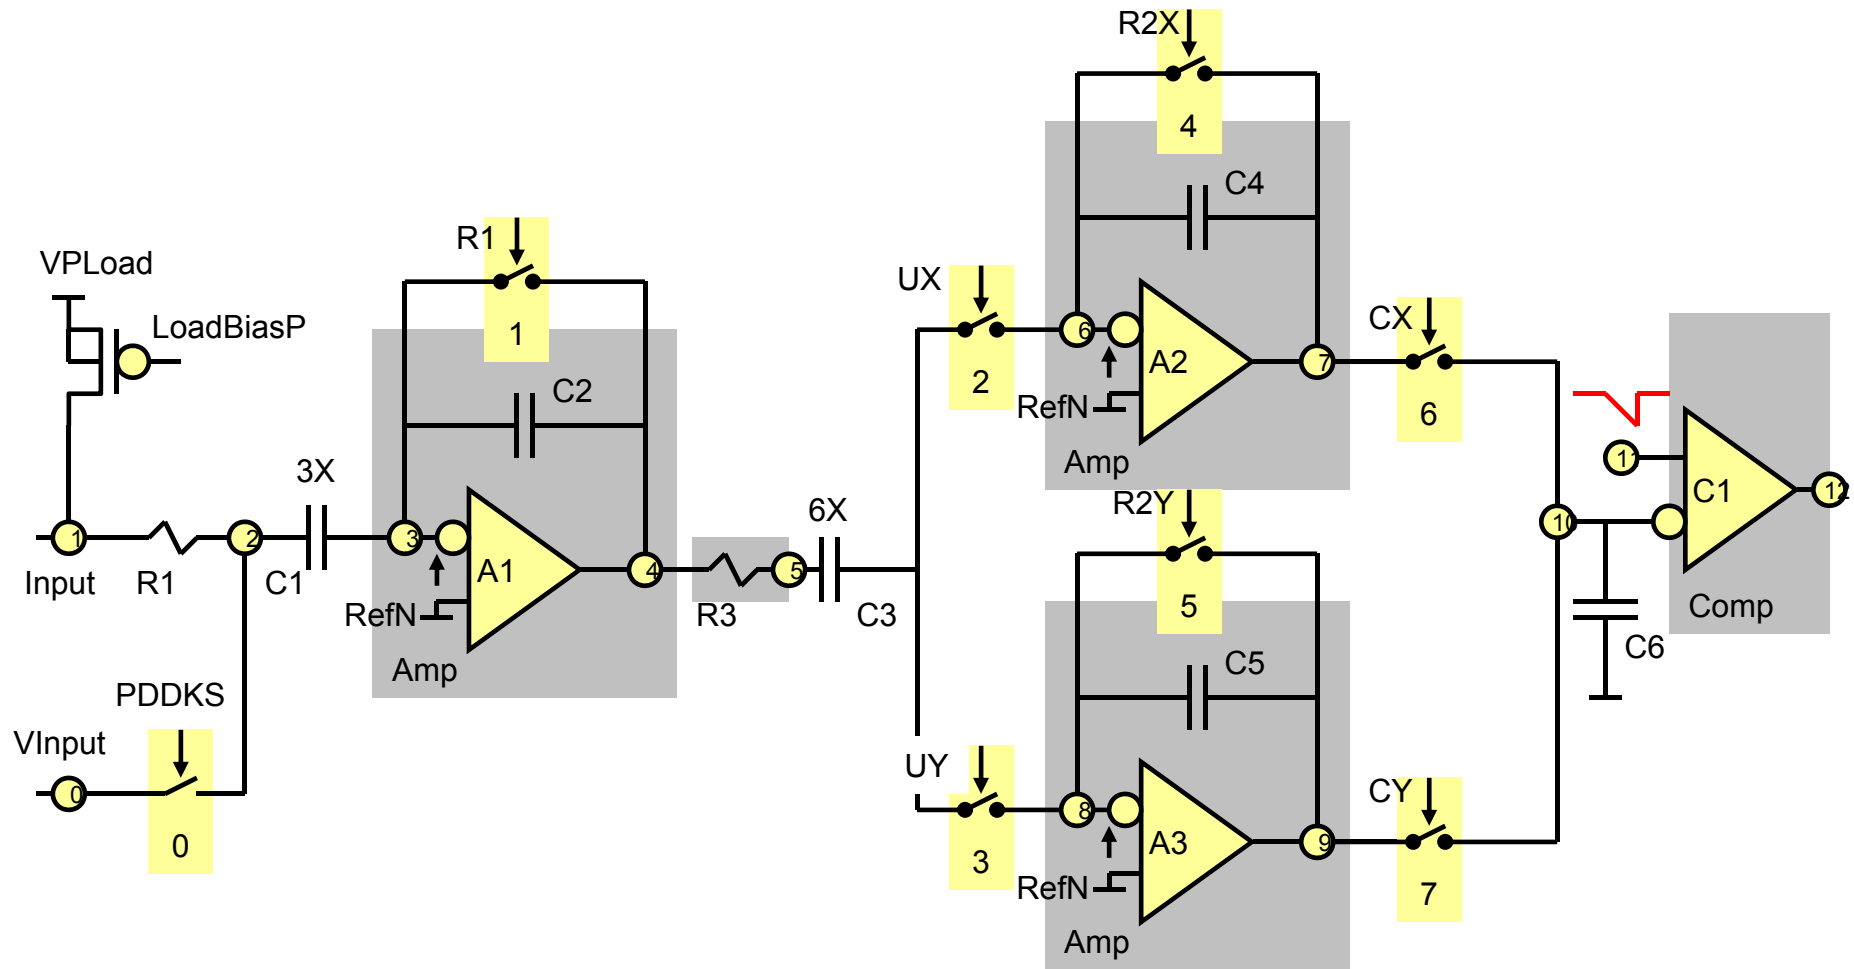 R2X
4
C4
UX
2
6
A2
7
RefN
Amp
CX
6
VPLoad
LoadBiasP
R1
1
C2
3X
1
2
3
A1
4
Input
R1
C1
RefN
Amp
6X
5
R3
C3
R2Y
5
C5
UY
3
8
A3
9
RefN
Amp
CY
7
10
11
C1
12
Comp
C6
PDDKS
VInput
0
0